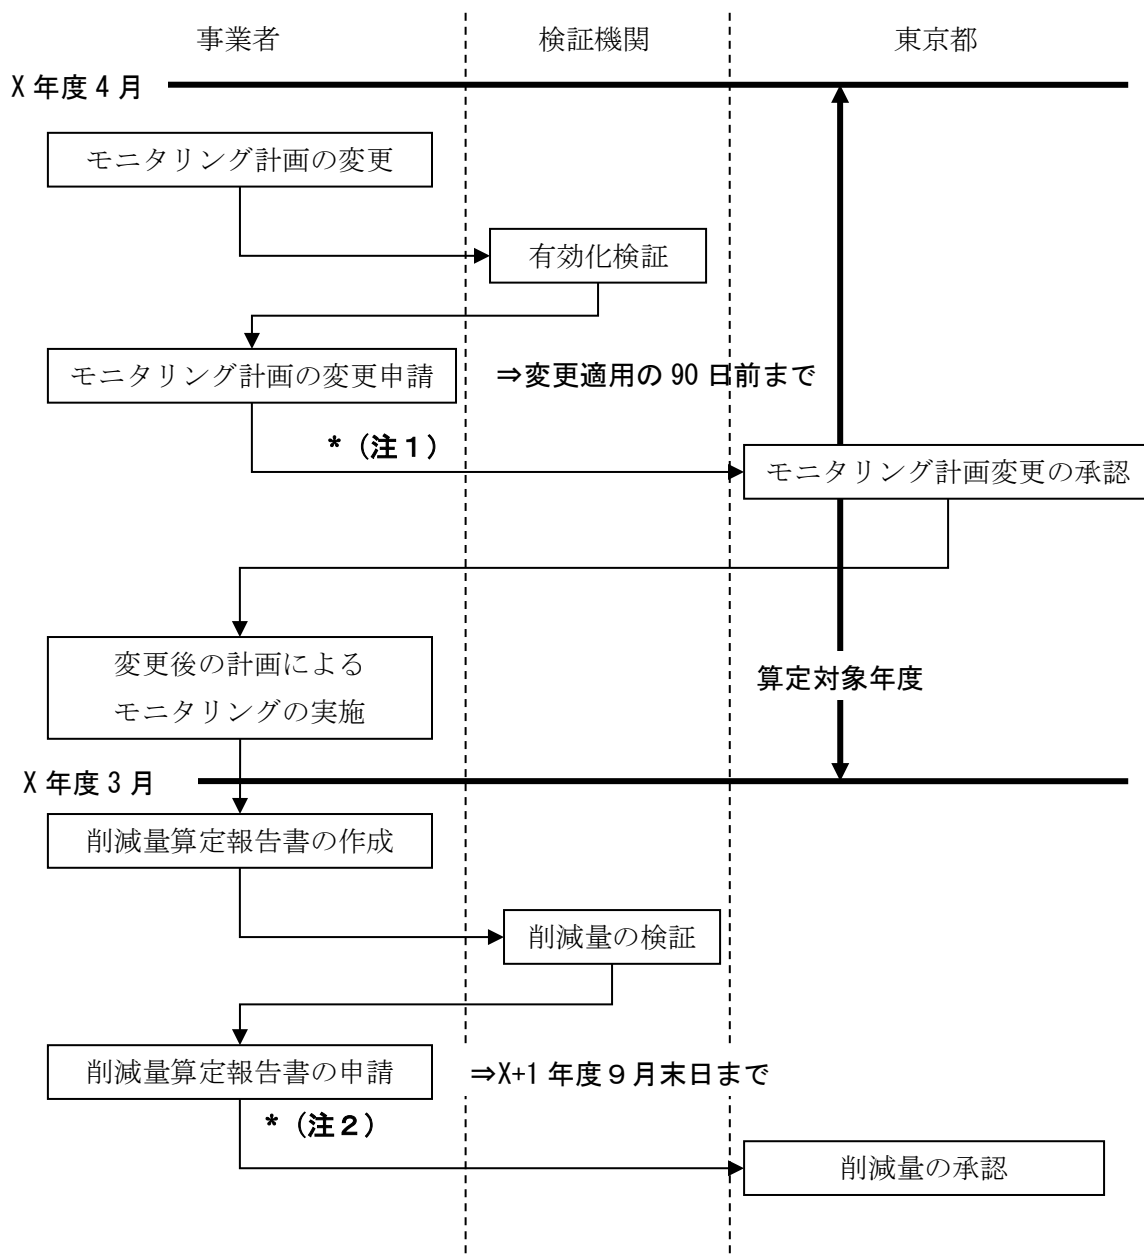 事業者
検証機関
東京都
X 年度 4 月
モニタリング計画の変更
有効化検証
モニタリング計画の変更申請
⇒変更適用の 90 日前まで
*（注１）
モニタリング計画変更の承認
変更後の計画による
モニタリングの実施
算定対象年度
X 年度 3 月
削減量算定報告書の作成
削減量の検証
削減量算定報告書の申請
⇒X+1 年度９月末日まで
*（注２）
削減量の承認